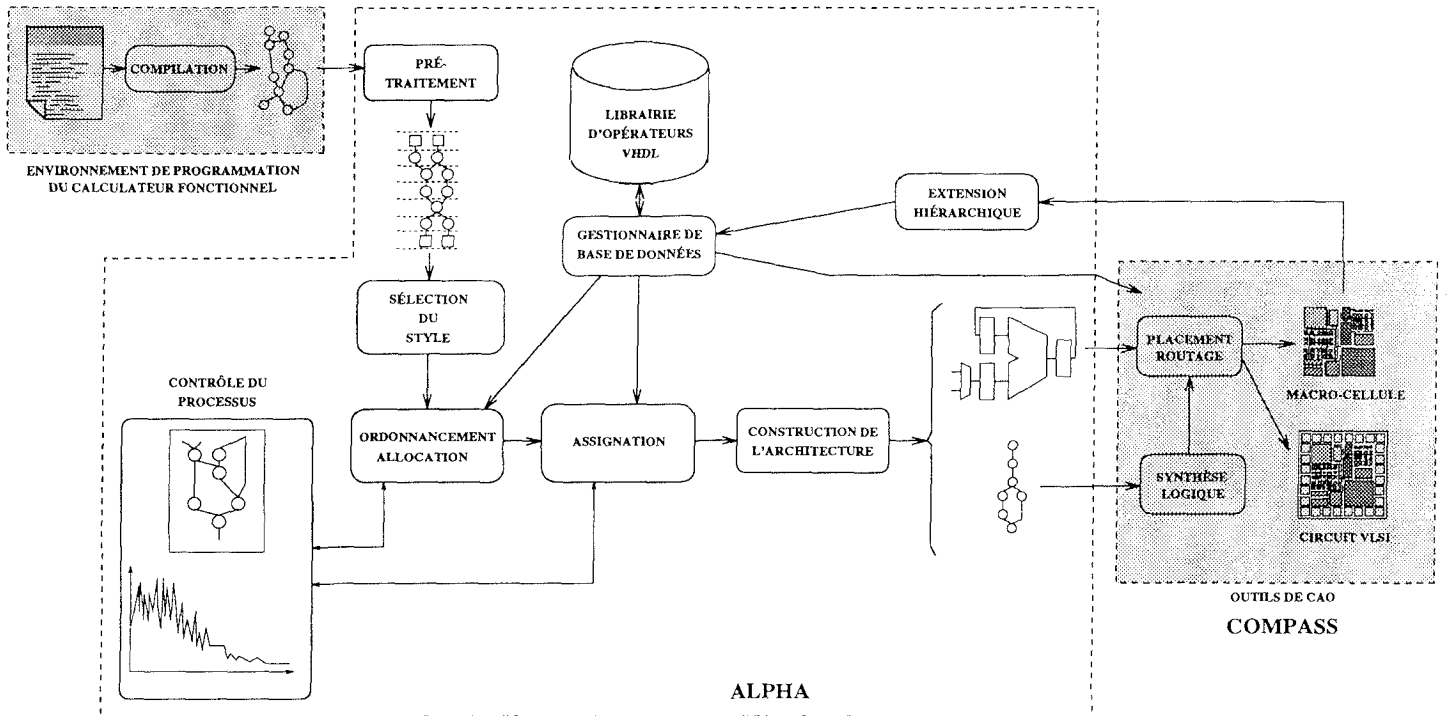 COMPILATION
ENVIRONNEMENT DE PROGRAMMATION
DU CALCULATEUR FONCTIONNEL
PRÉ-
TRAITEMENT
LIBRAIRIE
D'OPÉRATEURS
VHDL
EXTENSION
HIÉRARCHIQUE
GESTIONNAIRE DE
BASE DE DONNÉES
SÉLECTION
DU
STYLE
PLACEMENT
ROUTAGE
MACRO-CELLULE
CONTRÔLE DU
PROCESSUS
ORDONNANCEMENT
ALLOCATION
ASSIGNATION
CONSTRUCTION DE
L'ARCHITECTURE
SYNTHÈSE
LOGIQUE
CIRCUIT VLSI
OUTILS DE CAO
COMPASS
ALPHA